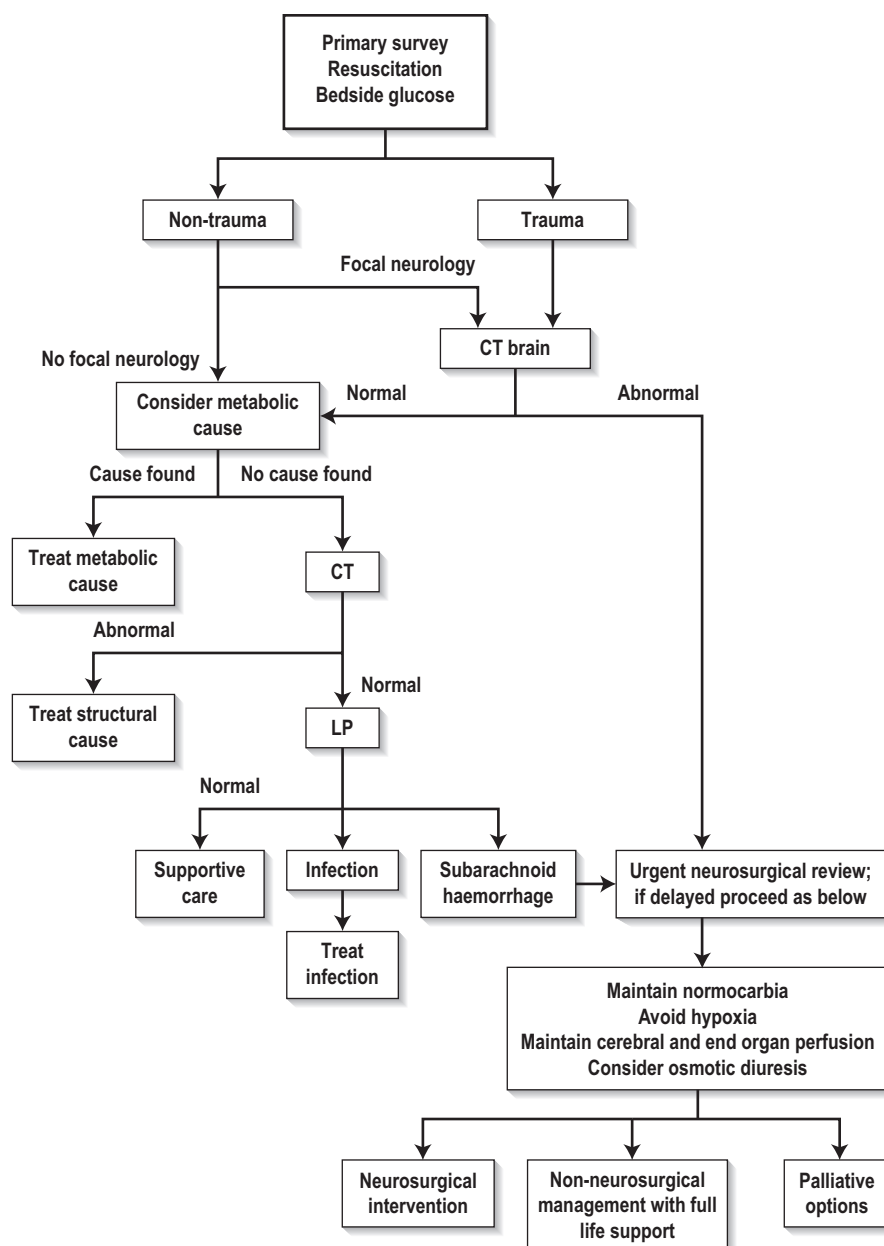 Primary survey
Resuscitation
Bedside glucose
Non-trauma
Trauma
Focal neurology
CT brain
No focal neurology
Normal
Abnormal
Consider metabolic
cause
Cause found
No cause found
Treat metabolic
cause
CT
Abnormal
Normal
Treat structural
cause
LP
Normal
Supportive
care
Infection
Subarachnoid
haemorrhage
Urgent neurosurgical review;
if delayed proceed as below
Treat
infection
Maintain normocarbia
Avoid hypoxia
Maintain cerebral and end organ perfusion
Consider osmotic diuresis
Neurosurgical
intervention
Non-neurosurgical
management with full
life support
Palliative
options